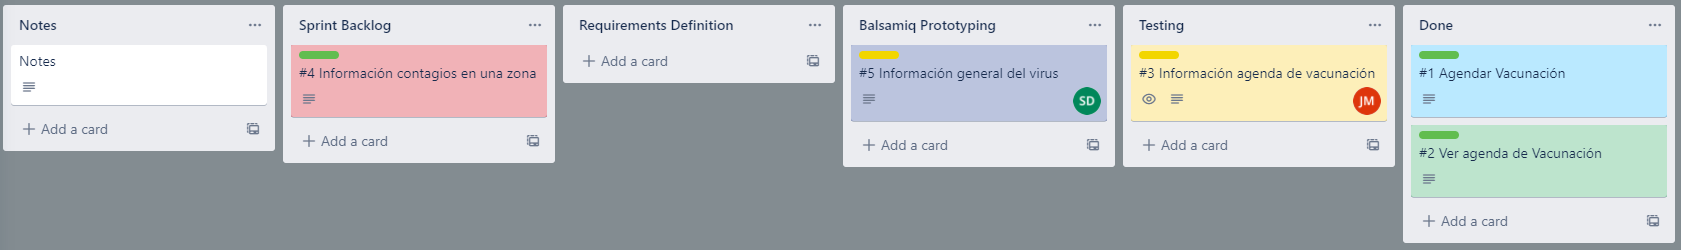 Notes
Notes
Add a card
Sprint Backlog
#4 Información contagios en una zona
Add a card
Requirements Definition
Add a card
Balsamiq Prototyping
#5 Información general del virus
SD
Add a card
Testing
#3 Información agenda de vacunación
JM
Add a card
Done
#1 Agendar Vacunación
#2 Ver agenda de Vacunación
Add a card